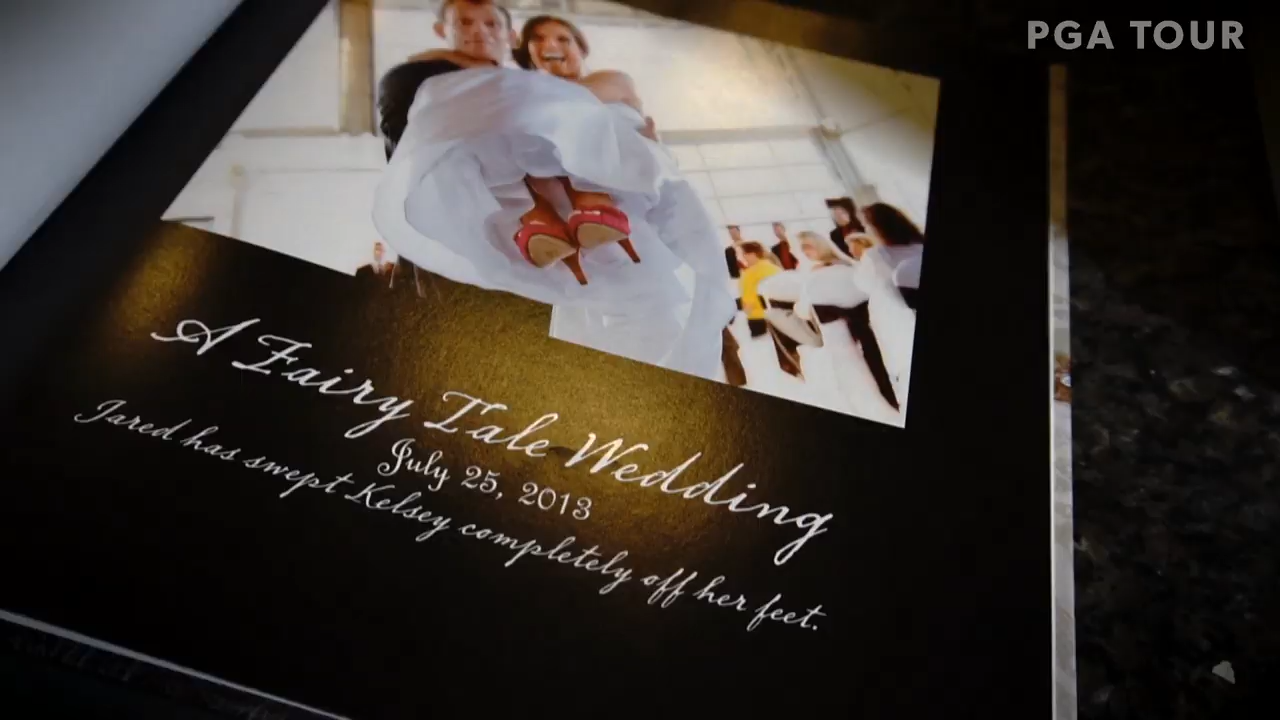 PGA TOUR
A Fairy Tale Wedding
July 25, 2013
Jared has swept Kelsey completely off her feet.